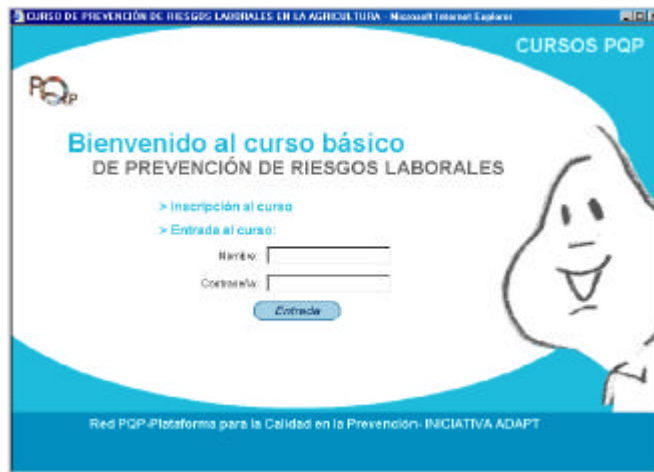 CURSO DE PREVENCIÓN DE RIESGOS LABORALES EN LA AGRICULTURA - Microsoft Internet Explorer
CURSOS PQP
PQP
Bienvenido al curso básico
DE PREVENCIÓN DE RIESGOS LABORALES
> Inscripción al curso
> Entrada al curso:
Nombre:
Contraseña:
Entrada
Red PQP-Plataforma para la Calidad en la Prevención- INICIATIVA ADAPT